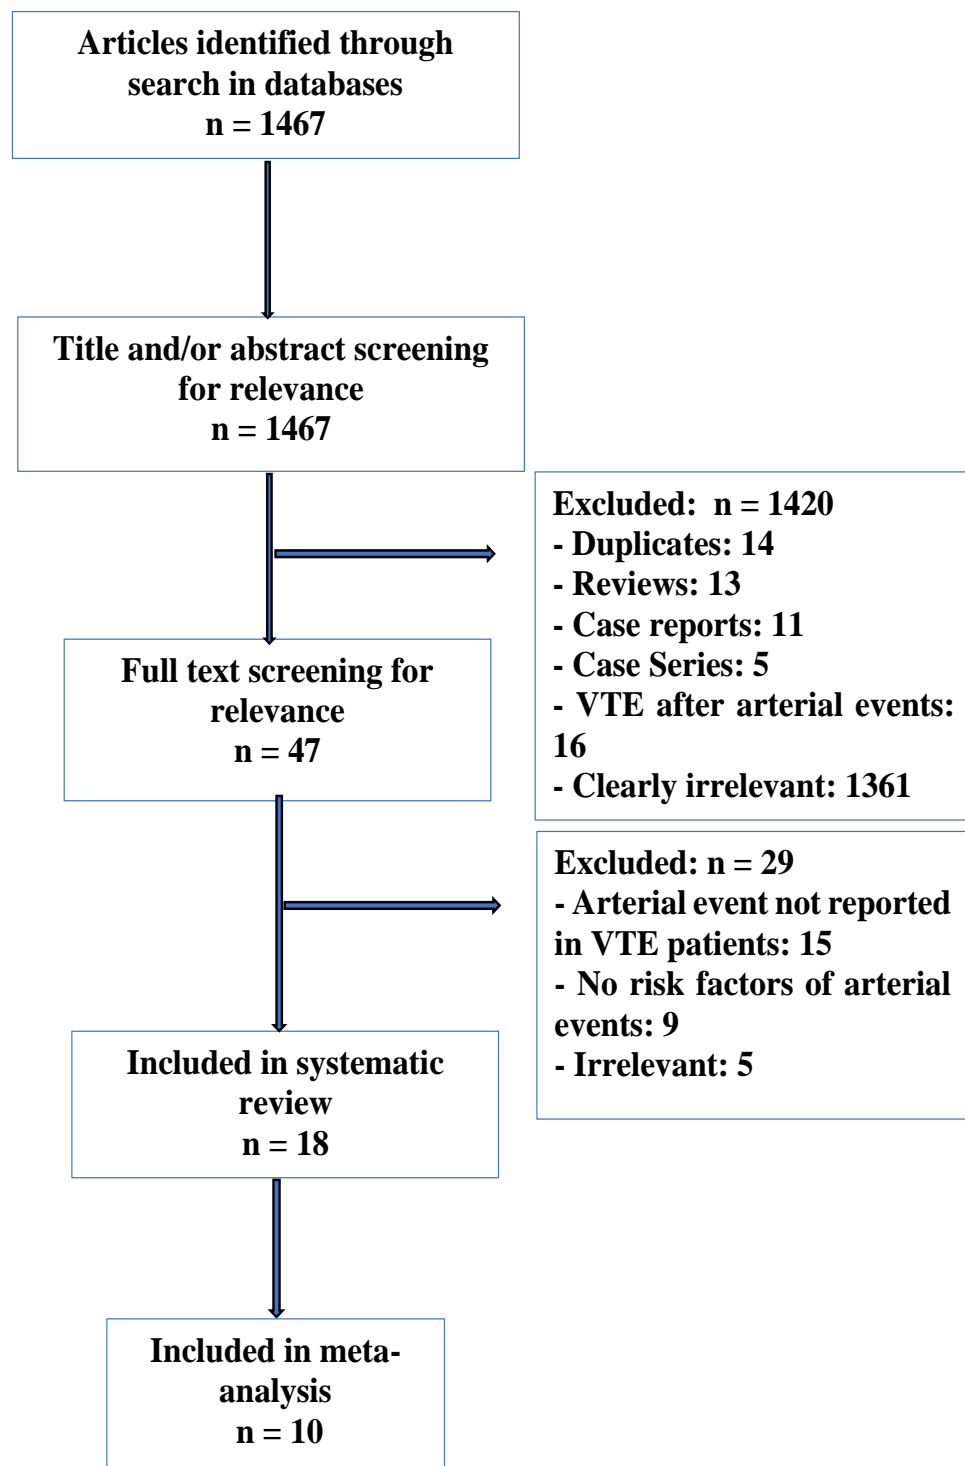 Articles identified through
search in databases
n = 1467
Title and/or abstract screening
for relevance
n = 1467
Excluded:  n = 1420
- Duplicates: 14
- Reviews: 13
- Case reports: 11
- Case Series: 5
- VTE after arterial events:
16
- Clearly irrelevant: 1361
Full text screening for
relevance
n = 47
Excluded: n = 29
- Arterial event not reported
in VTE patients: 15
- No risk factors of arterial
events: 9
- Irrelevant: 5
Included in systematic
review
n = 18
Included in meta-
analysis
n = 10